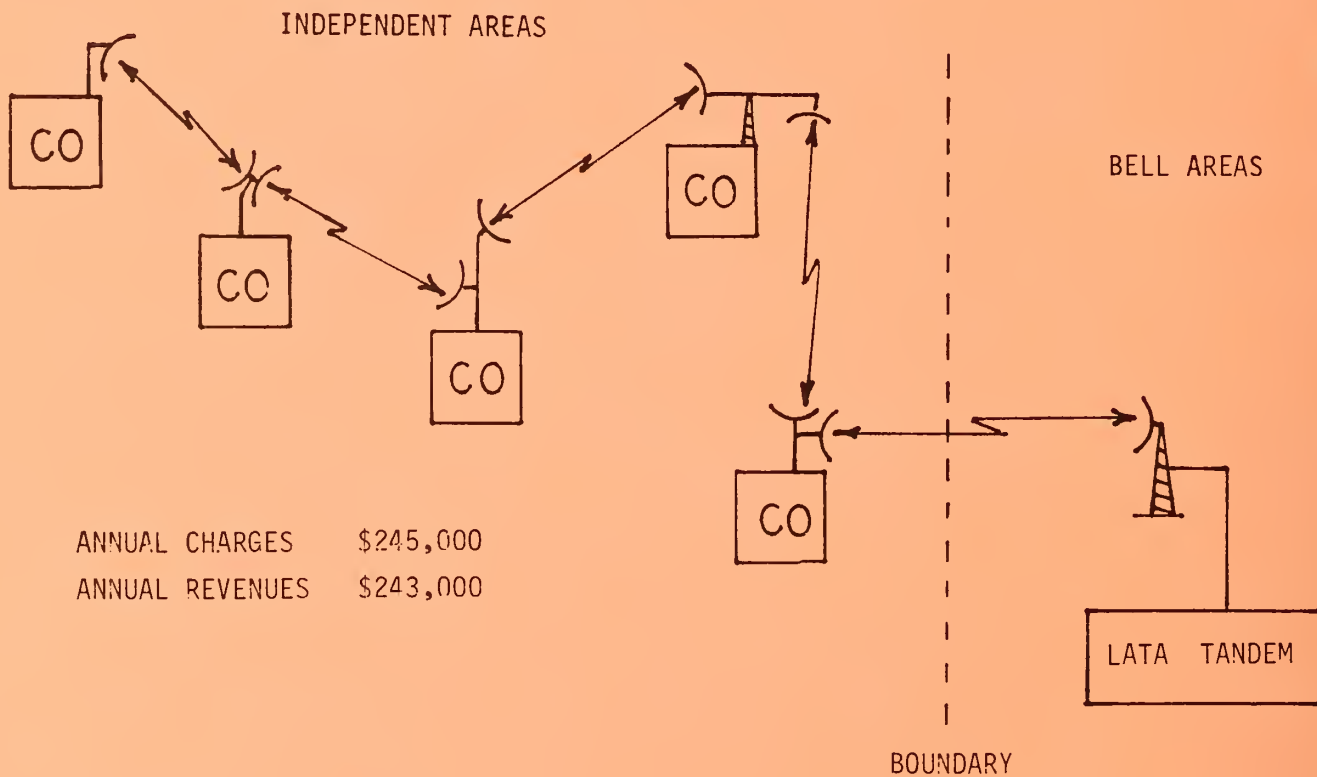 INDEPENDENT AREAS
CO
CO
CO
CO
CO
BELL AREAS
ANNUAL CHARGES $245,000
ANNUAL REVENUES $243,000
LATA TANDEM
BOUNDARY